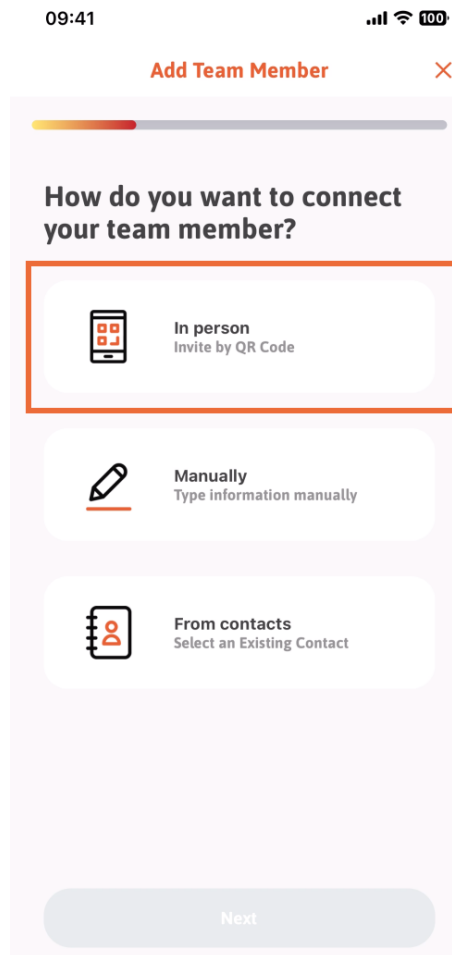 09:41
100
Add Team Member
How do you want to connect
your team member?
In person
Invite by QR Code
Manually
Type information manually
From contacts
Select an Existing Contact
Next